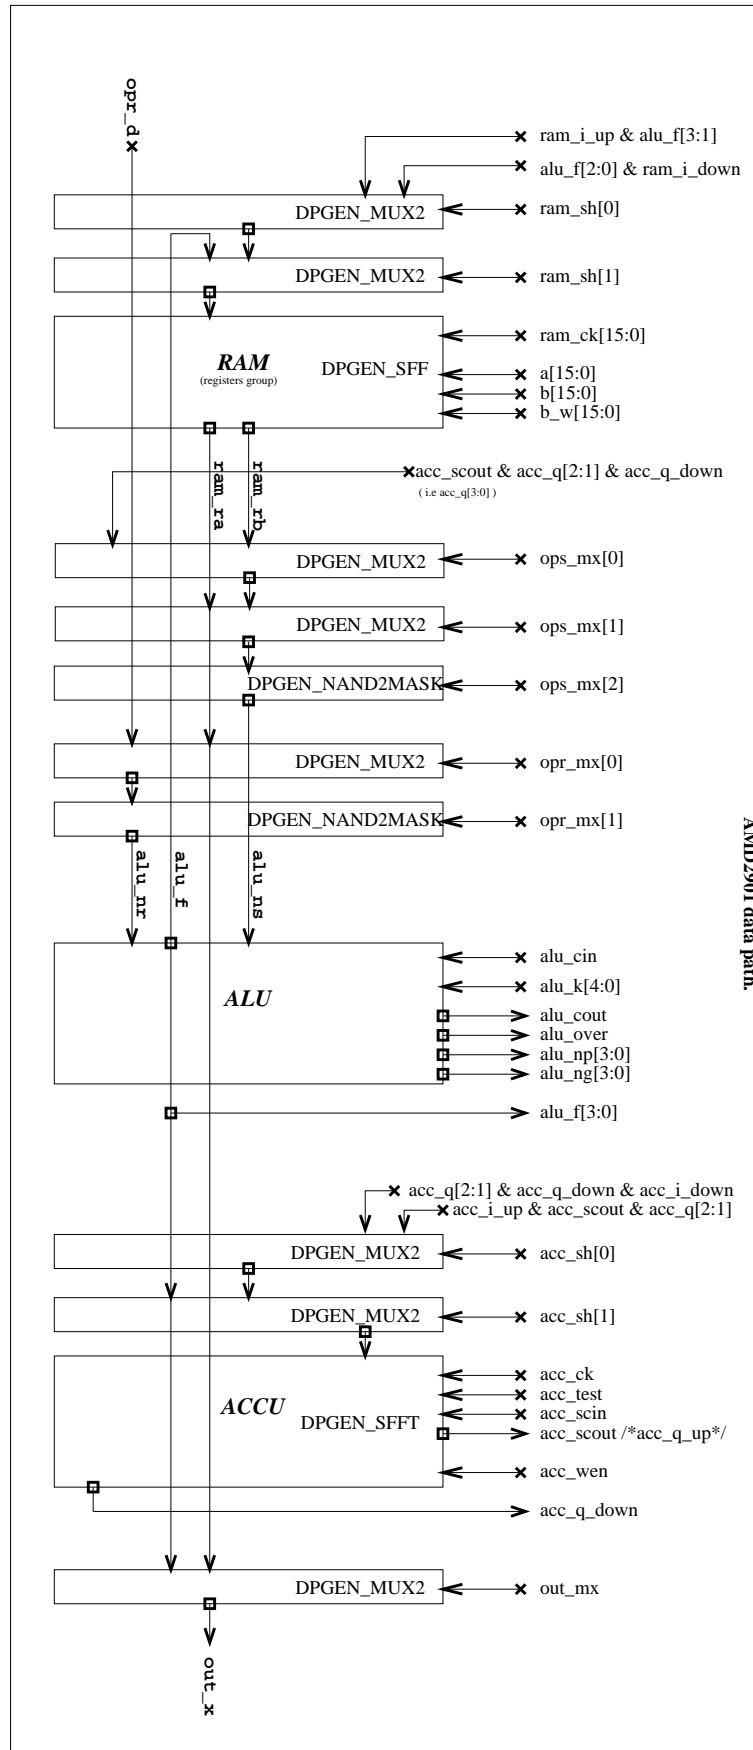 opr_d
ram_i_up & alu_f[3:1]
alu_f[2:0] & ram_i_down
DPGEN_MUX2
ram_sh[0]
DPGEN_MUX2
ram_sh[1]
RAM
(registers group)
DPGEN_SFF
ram_ck[15:0]
a[15:0]
b[15:0]
b_w[15:0]
ram_ra
ram_rb
acc_scout & acc_q[2:1] & acc_q_down
( i.e acc_q[3:0] )
DPGEN_MUX2
ops_mx[0]
DPGEN_MUX2
ops_mx[1]
DPGEN_NAND2MASK
ops_mx[2]
DPGEN_MUX2
opr_mx[0]
DPGEN_NAND2MASK
opr_mx[1]
alu_nr
alu_f
alu_ns
AMD2901 data path.
ALU
alu_cin
alu_k[4:0]
alu_cout
alu_over
alu_np[3:0]
alu_ng[3:0]
alu_f[3:0]
acc_q[2:1] & acc_q_down & acc_i_down
acc_i_up & acc_scout & acc_q[2:1]
DPGEN_MUX2
acc_sh[0]
DPGEN_MUX2
acc_sh[1]
ACCU
DPGEN_SFFT
acc_ck
acc_test
acc_scin
acc_scout /*acc_q_up*/
acc_wen
acc_q_down
DPGEN_MUX2
out_mx
out_x